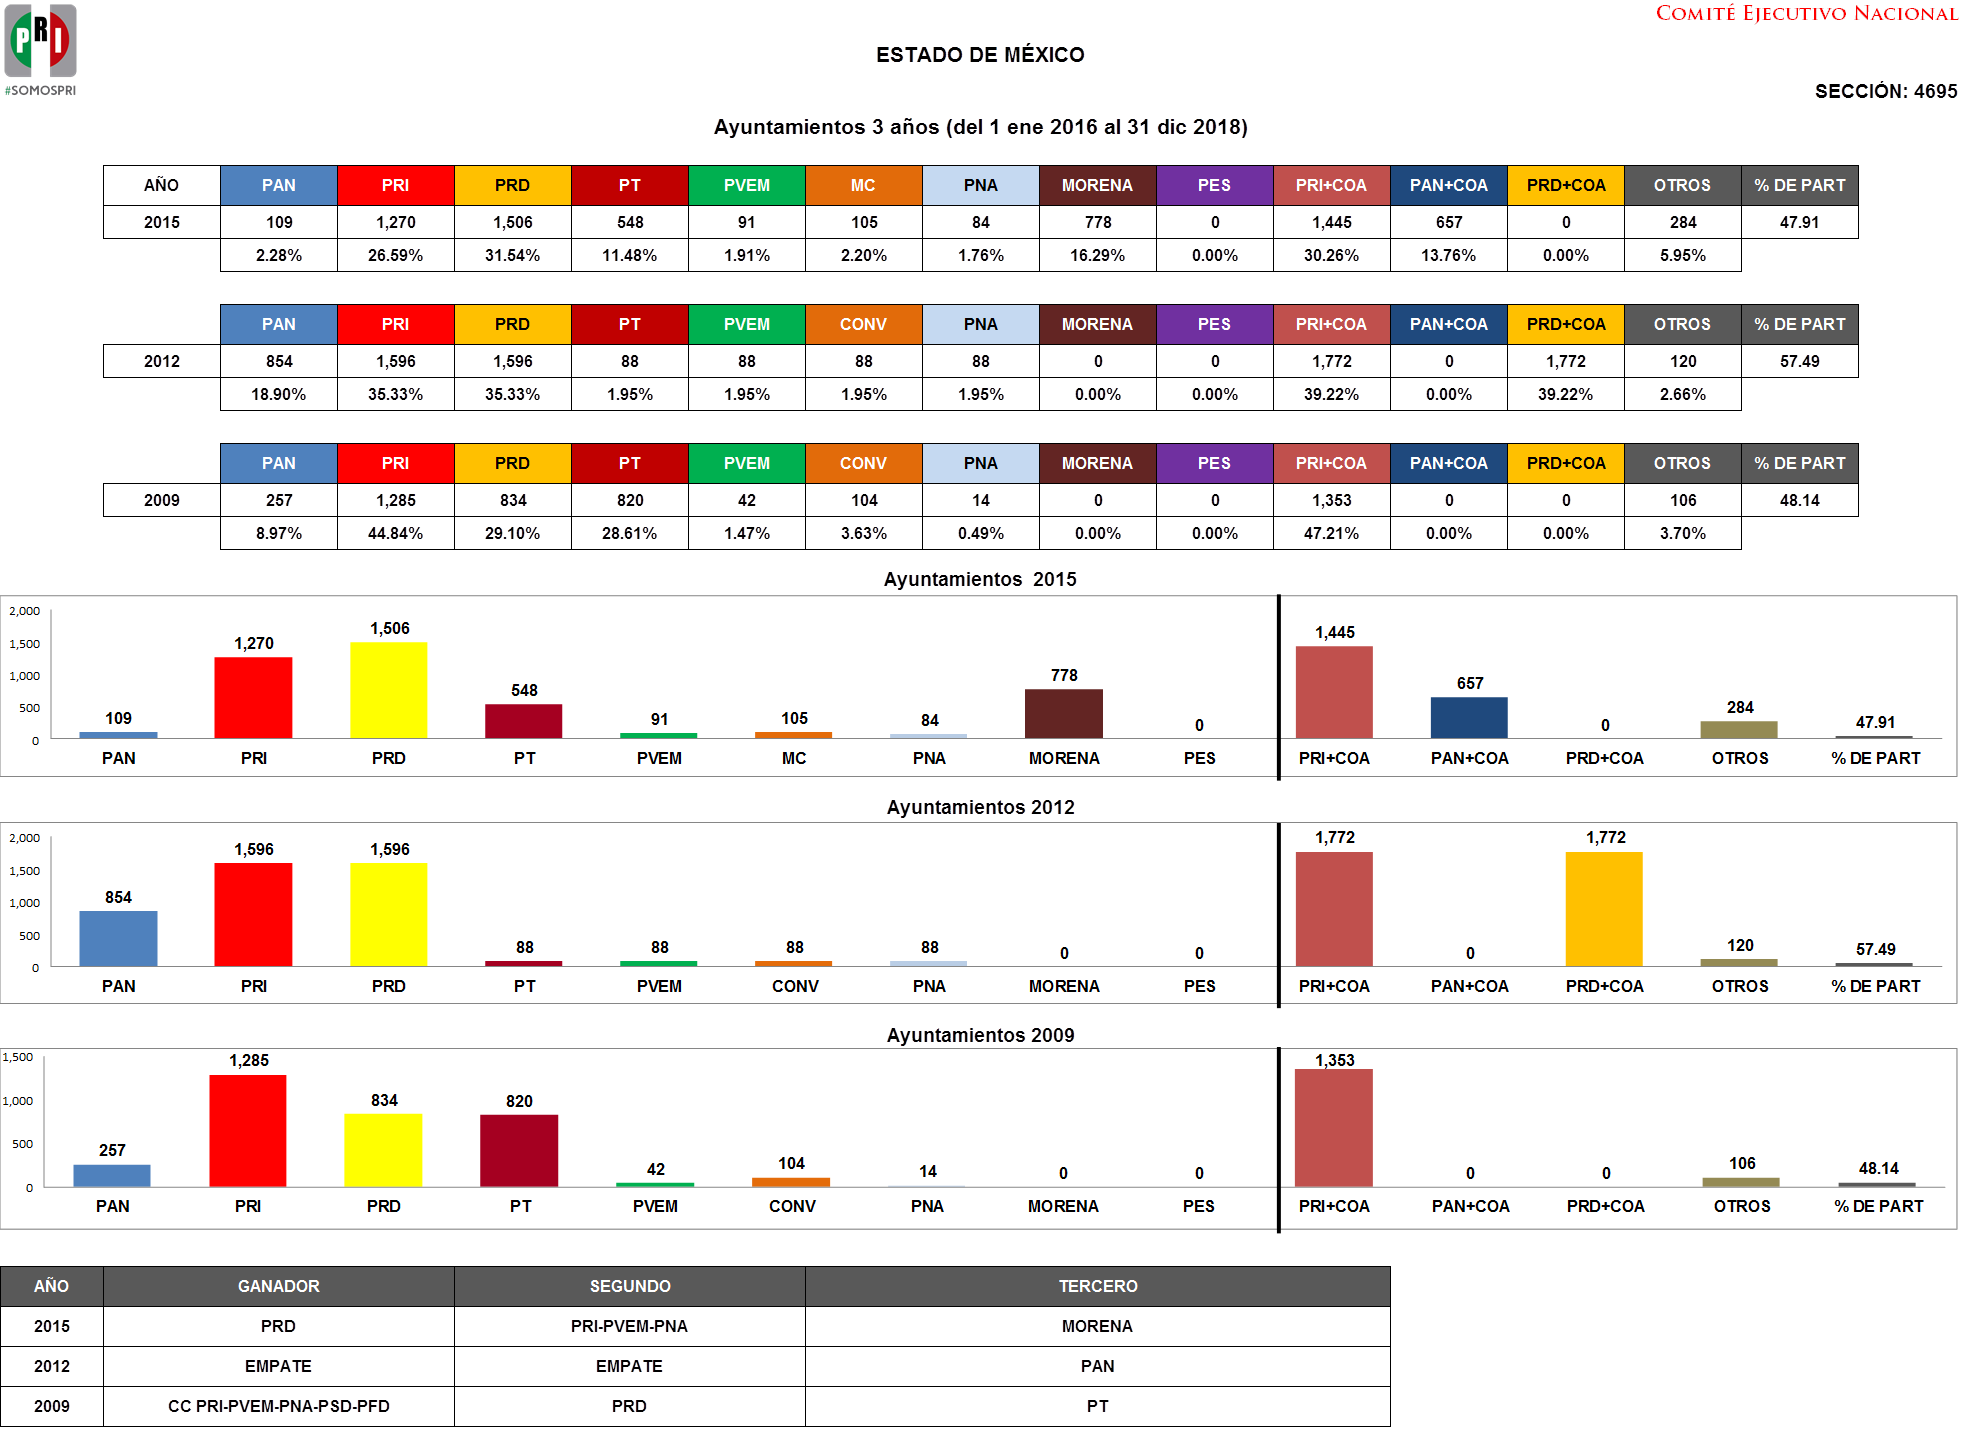 PRI
#SOMOSPRI
COMITÉ EJECUTIVO NACIONAL
ESTADO DE MÉXICO
SECCIÓN: 4695
Ayuntamientos 3 años (del 1 ene 2016 al 31 dic 2018)
AÑO PAN PRI PRD PT PVEM MC PNA MORENA PES PRI+COA PAN+COA PRD+COA OTROS % DE PART
2015 109 1,270 1,506 548 91 105 84 778 0 1,445 657 0 284 47.91
2.28% 26.59% 31.54% 11.48% 1.91% 2.20% 1.76% 16.29% 0.00% 30.26% 13.76% 0.00% 5.95%
PAN PRI PRD PT PVEM CONV PNA MORENA PES PRI+COA PAN+COA PRD+COA OTROS % DE PART
2012 854 1,596 1,596 88 88 88 88 0 0 1,772 0 1,772 120 57.49
18.90% 35.33% 35.33% 1.95% 1.95% 1.95% 1.95% 0.00% 0.00% 39.22% 0.00% 39.22% 2.66%
PAN PRI PRD PT PVEM CONV PNA MORENA PES PRI+COA PAN+COA PRD+COA OTROS % DE PART
2009 257 1,285 834 820 42 104 14 0 0 1,353 0 0 106 48.14
8.97% 44.84% 29.10% 28.61% 1.47% 3.63% 0.49% 0.00% 0.00% 47.21% 0.00% 0.00% 3.70%
Ayuntamientos 2015
2,000
1,500
1,000
500
0
109 1,270 1,506 548 91 105 84 778 0 1,445 657 0 284 47.91
PAN PRI PRD PT PVEM MC PNA MORENA PES PRI+COA PAN+COA PRD+COA OTROS % DE PART
Ayuntamientos 2012
2,000
1,500
1,000
500
0
854 1,596 1,596 88 88 88 88 0 0 1,772 0 1,772 120 57.49
PAN PRI PRD PT PVEM CONV PNA MORENA PES PRI+COA PAN+COA PRD+COA OTROS % DE PART
Ayuntamientos 2009
1,500
1,000
500
0
257 1,285 834 820 42 104 14 0 0 1,353 0 0 106 48.14
PAN PRI PRD PT PVEM CONV PNA MORENA PES PRI+COA PAN+COA PRD+COA OTROS % DE PART
AÑO GANADOR SEGUNDO TERCERO
2015 PRD PRI-PVEM-PNA MORENA
2012 EMPATE EMPATE PAN
2009 CC PRI-PVEM-PNA-PSD-PFD PRD PT